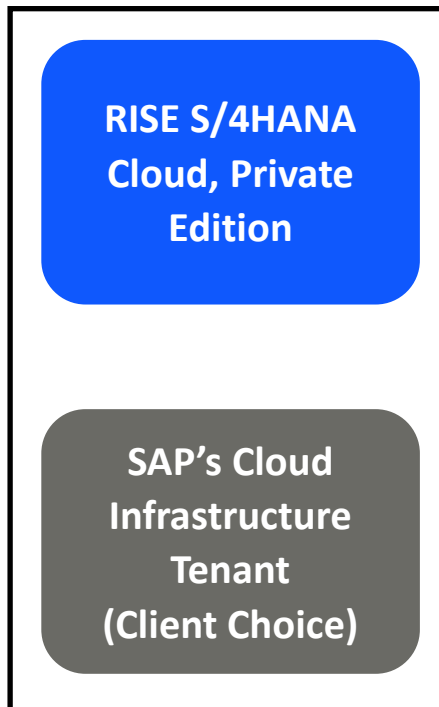 RISE S/4HANA
Cloud, Private
Edition
SAP’s Cloud
Infrastructure
Tenant
(Client Choice)